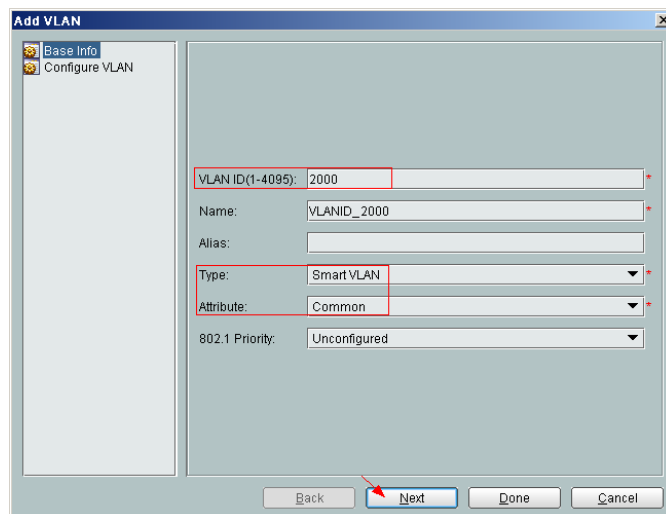 Add VLAN
Base Info
Configure VLAN
VLAN ID(1-4095): 2000 *
Name: VLANID_2000 *
Alias:
Type: Smart VLAN *
Attribute: Common *
802.1 Priority: Unconfigured
Back Next Done Cancel